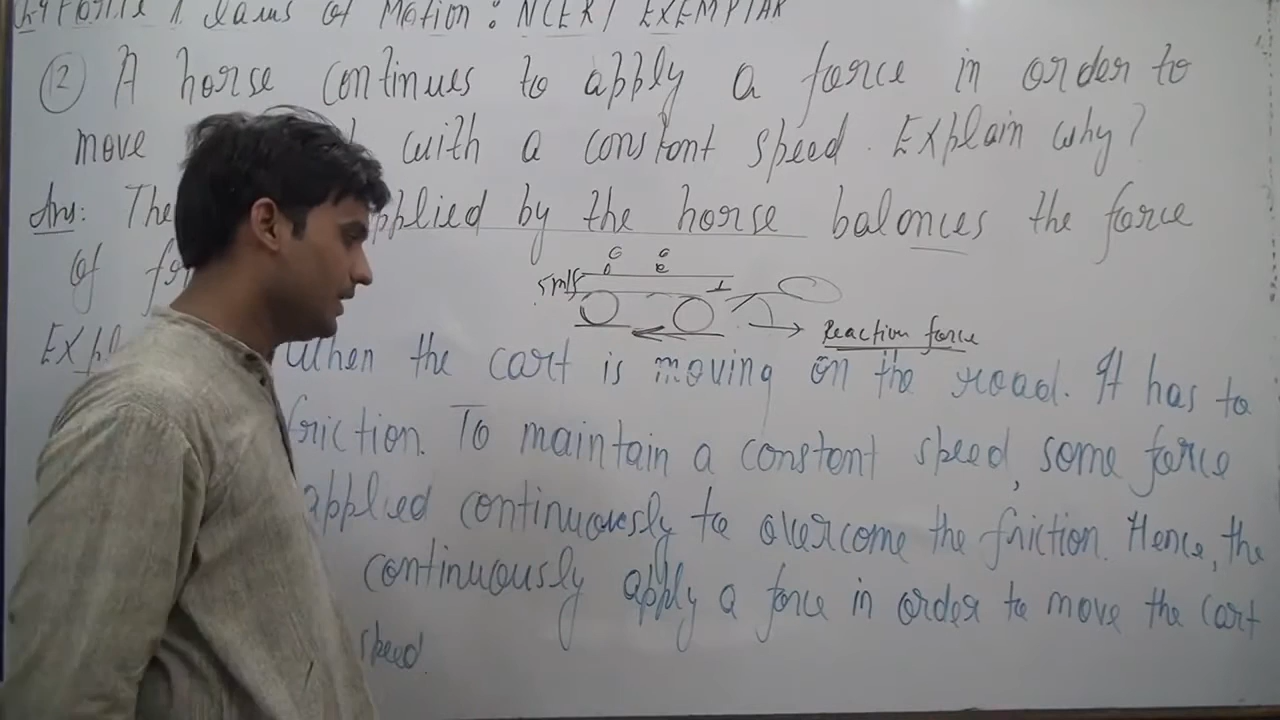 Laws of Motion : NCERT EXEMPLAR
12 A horse continues to apply a force in order to
move with a constant speed. Explain why?
Ans: The applied by the horse balances the force
of
5m/s
Reaction force
When the cart is moving on the road. It has to
friction. To maintain a constant speed, some force
applied continuously to overcome the friction. Hence, the
continuously apply a force in order to move the cart
speed.